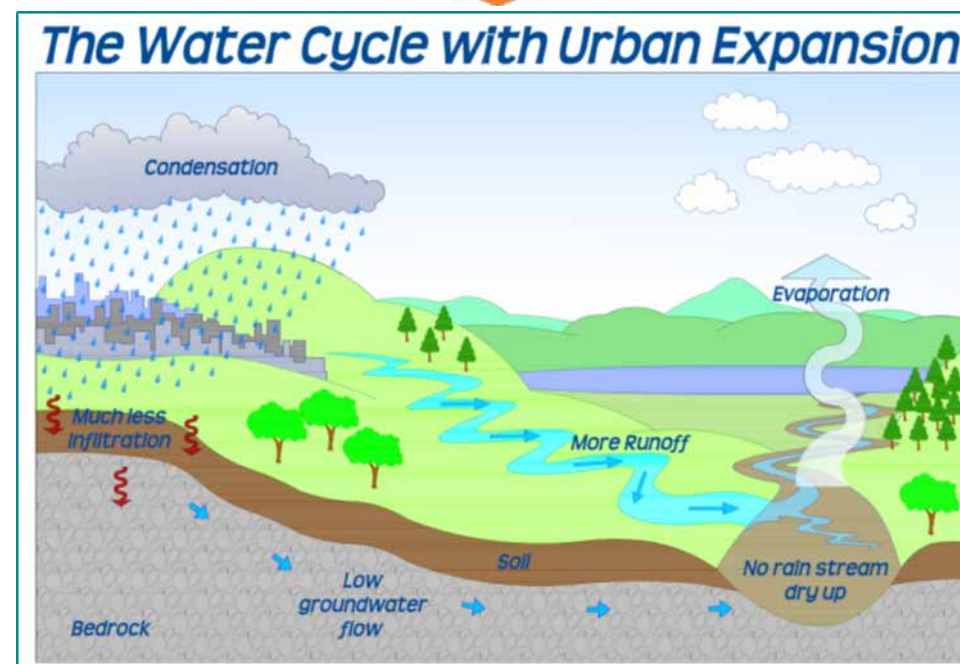 The Water Cycle with Urban Expansion
Condensation
Evaporation
Much less
infiltration
More Runoff
Soil
No rain stream
dry up
Low
groundwater
flow
Bedrock